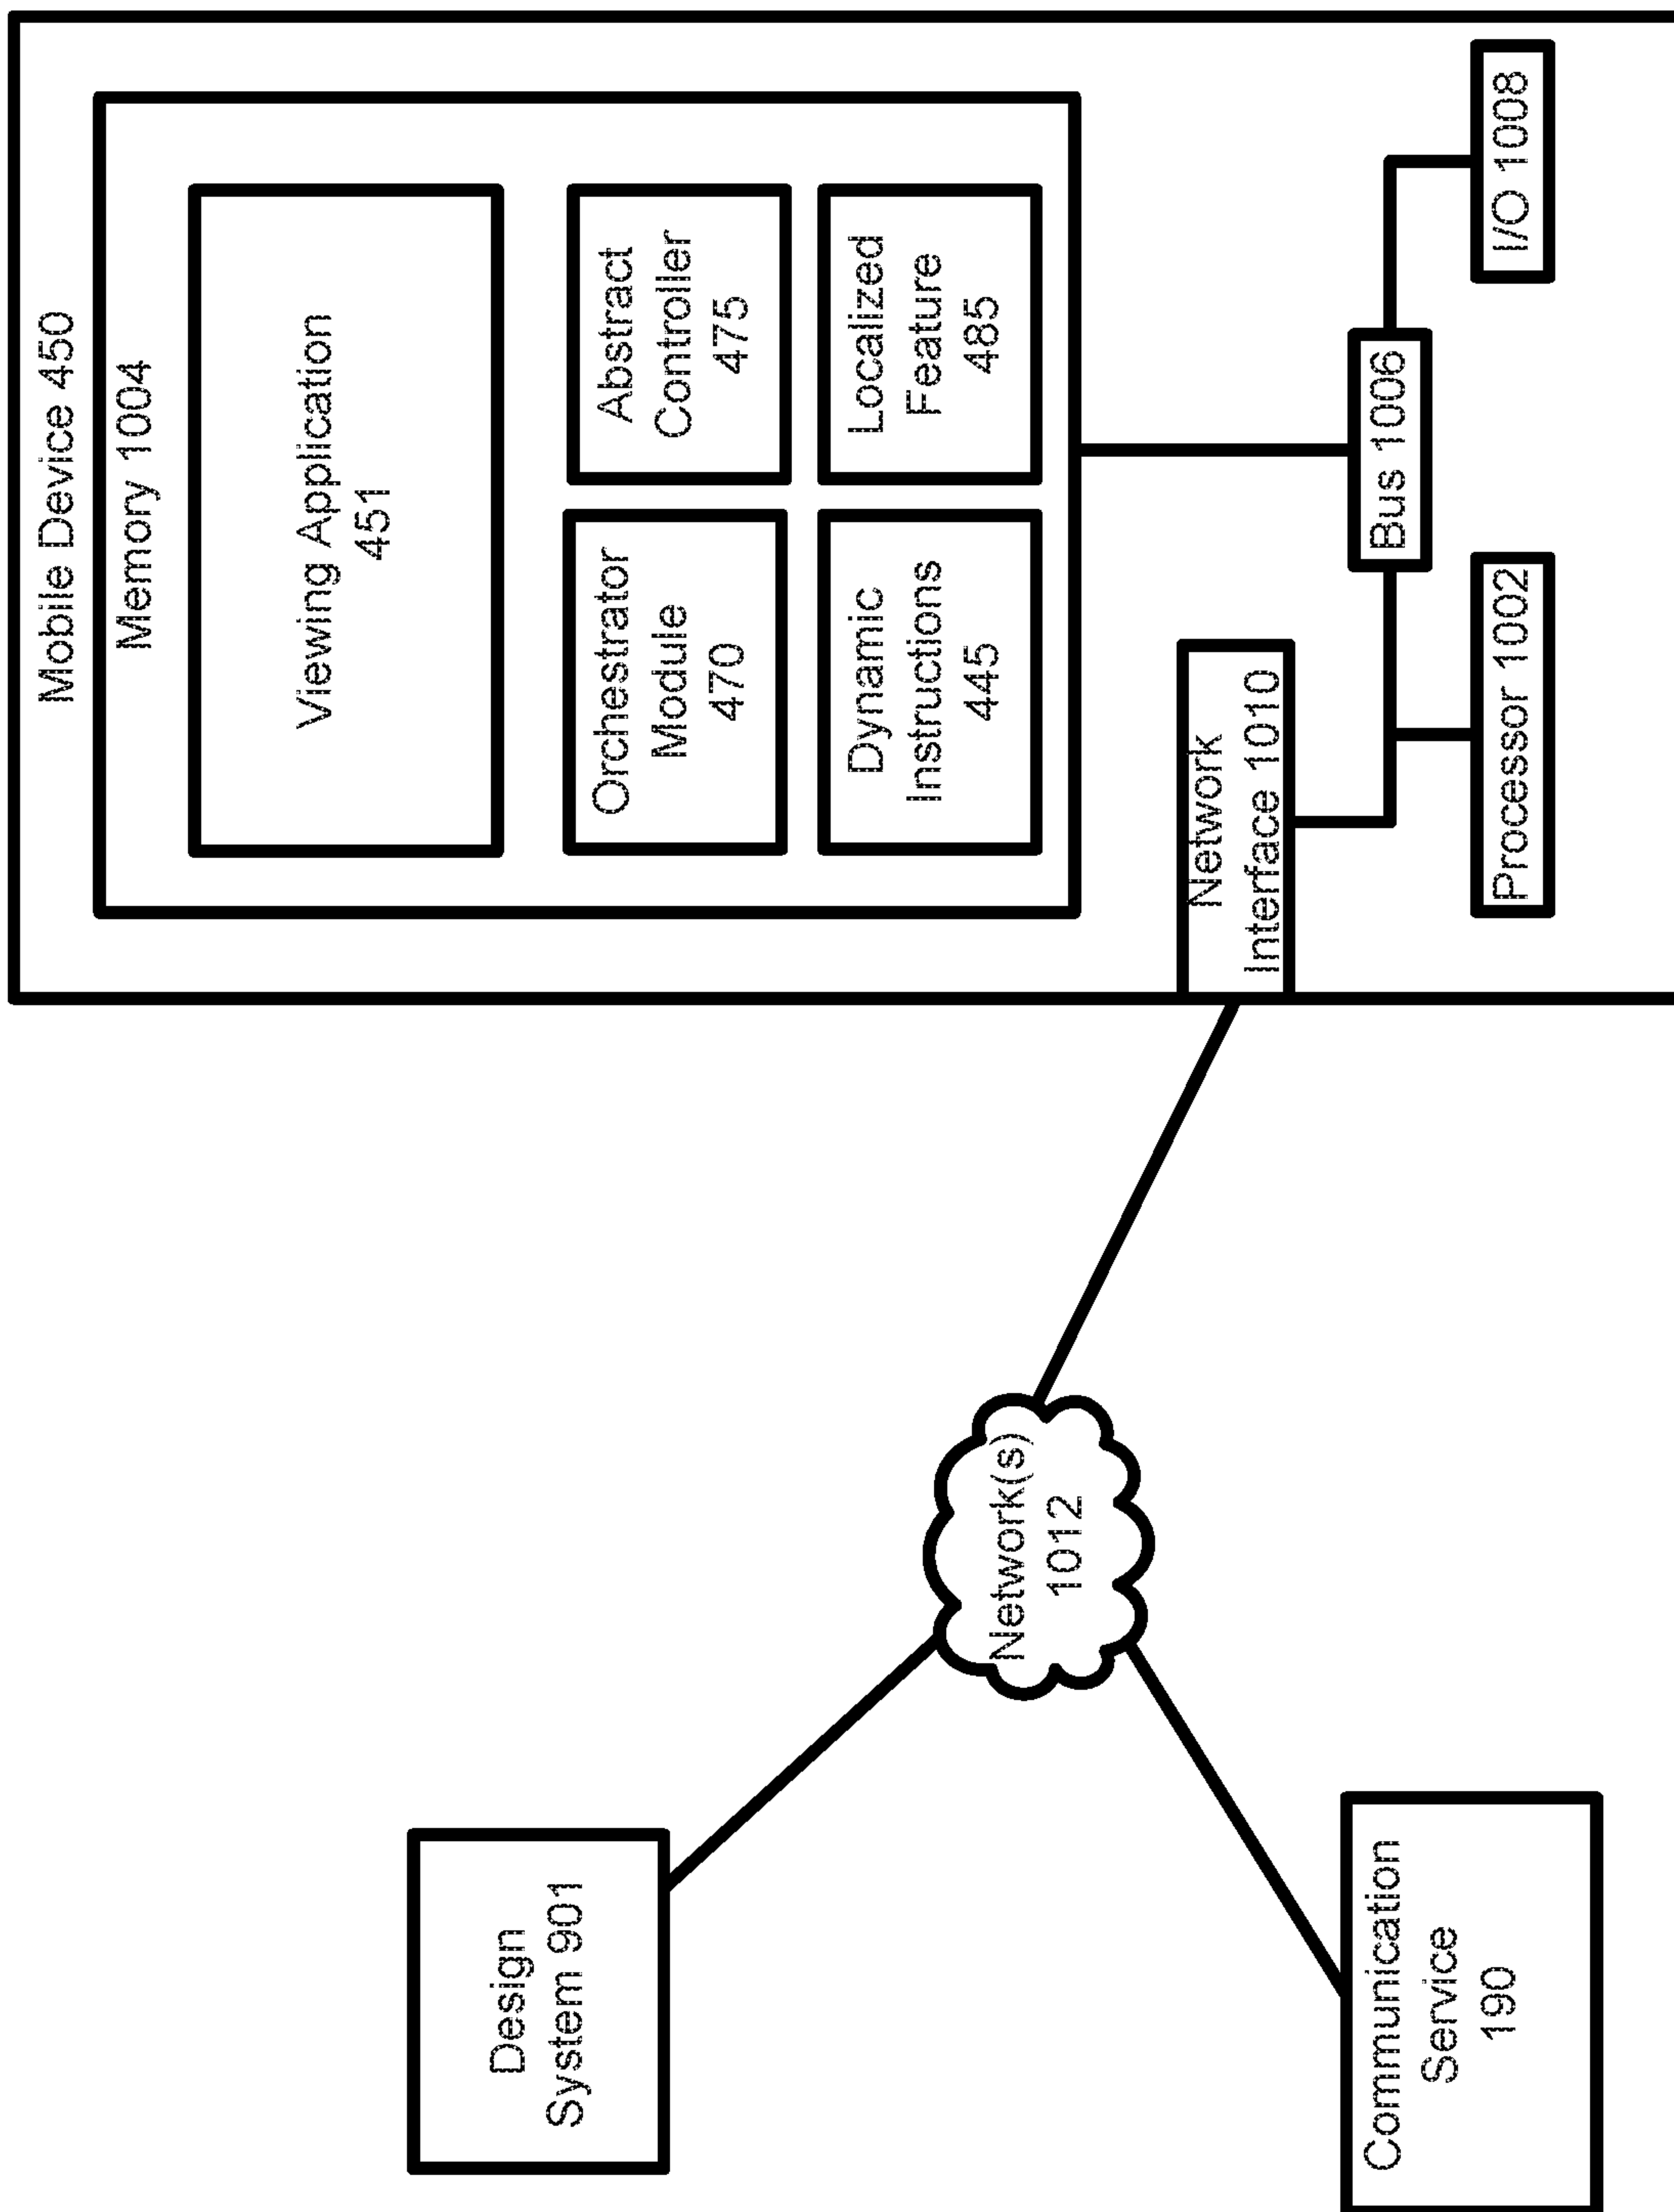 Mobile Device 450
Memory 1004
Viewing Application
451
Orchestrator
Module
470
Abstract
Controller
475
Dynamic
Instructions
445
Localized
Feature
485
Network
Interface 1010
Bus 1006
Processor 1002
I/O 1008
Design
System 901
Network(s)
1012
Communication
Service
190